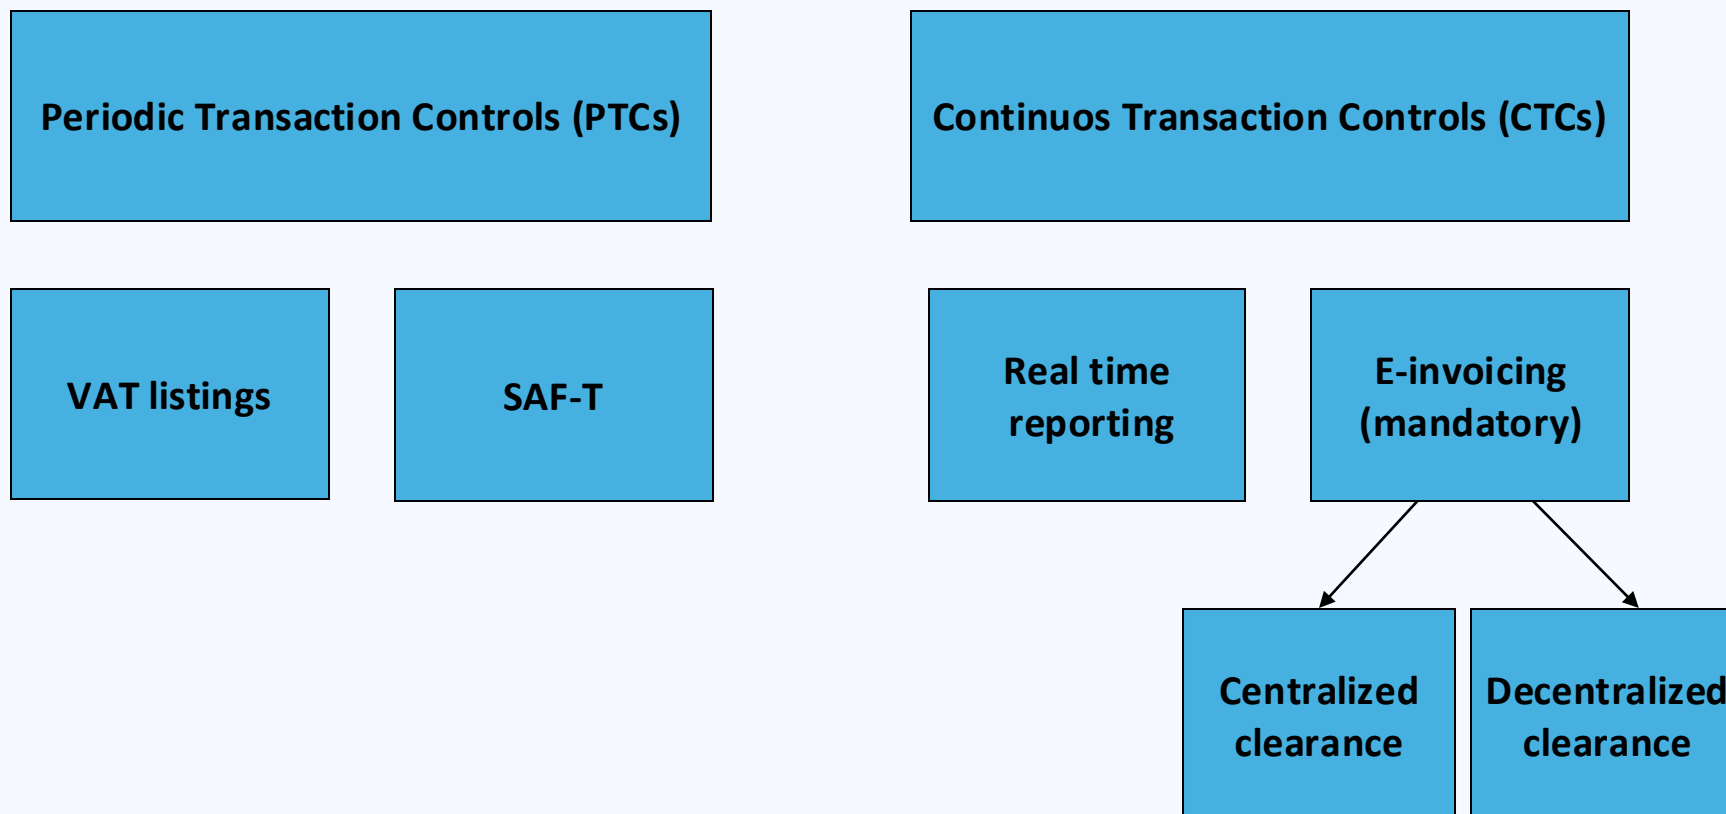 Periodic Transaction Controls (PTCs)
Continuos Transaction Controls (CTCs)
VAT listings
SAF-T
Real time
reporting
E-invoicing
(mandatory)
Centralized
clearance
Decentralized
clearance